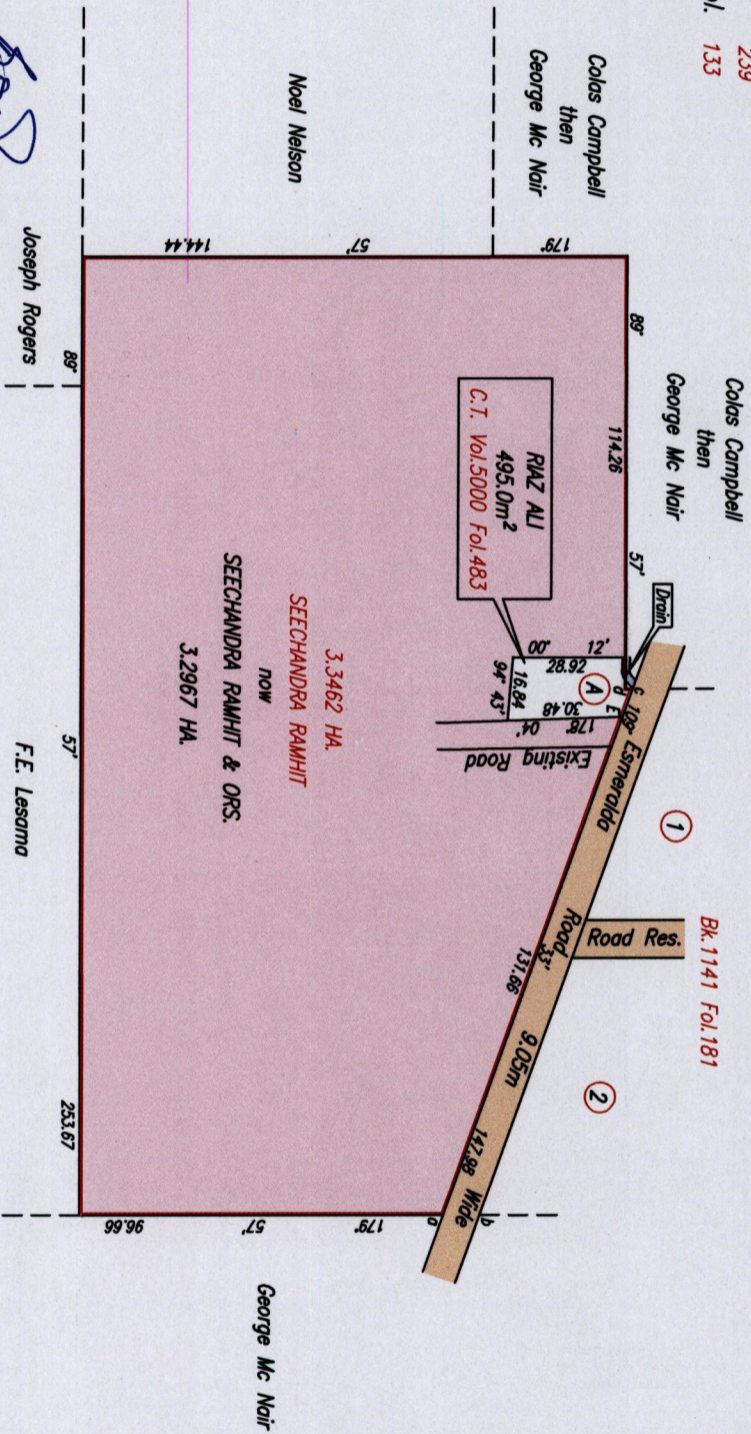 239
133
Colas Campbell
then
George Mc Nair
Noel Nelson
Joseph Rogers
Colas Campbell
then
George Mc Nair
179°
57'
144.44
89°
114.26
57'
Drain
RIAZ ALI
495.0m²
C.T. Vol.5000 Fol.483
12'
00"
28.92
A
16.84
94° 43'
30.48
E
d
c
178°
04'
Existing Road
109°
Esmeralda
Road
33'
131.66
9.05m
147.98
Wide
1
Road Res.
Bk.1141 Fol.181
2
3.3462 HA.
SEECHANDRA RAMHIT
now
SEECHANDRA RAMHIT & ORS.
3.2967 HA.
89°
57'
253.67
F.E. Lesama
96.66
57'
179°
a
b
George Mc Nair